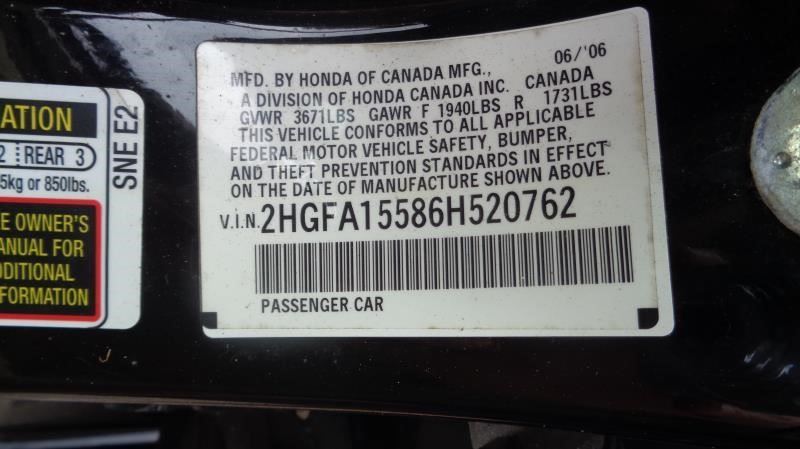 06/'06
MFD. BY HONDA OF CANADA MFG.,
A DIVISION OF HONDA CANADA INC. CANADA
GVWR 3671LBS GAWR F 1940LBS R 1731LBS
THIS VEHICLE CONFORMS TO ALL APPLICABLE
FEDERAL MOTOR VEHICLE SAFETY, BUMPER,
AND THEFT PREVENTION STANDARDS IN EFFECT
ON THE DATE OF MANUFACTURE SHOWN ABOVE.
V.I.N. 2HGFA15586H520762
PASSENGER CAR
ATION
2 REAR 3
5kg or 850lbs.
E OWNER'S
ANUAL FOR
DDITIONAL
FORMATION
SNE E2